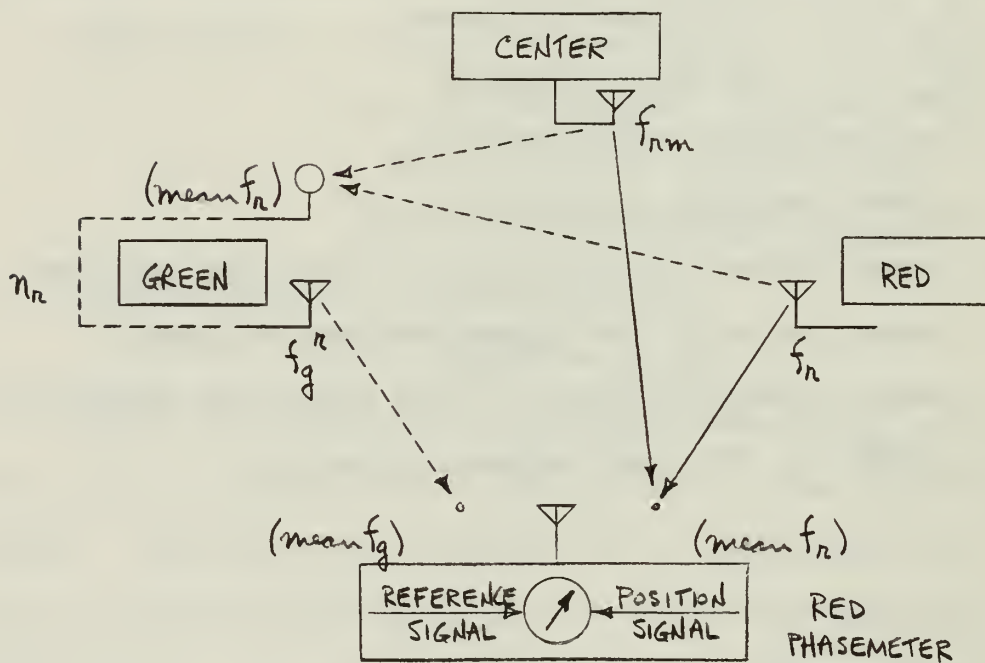 CENTER
f_rm
(mean f_r)
GREEN
n_r
RED
f_g^r
f_r
(mean f_g)
(mean f_r)
REFERENCE
SIGNAL
POSITION
SIGNAL
RED
PHASEMETER